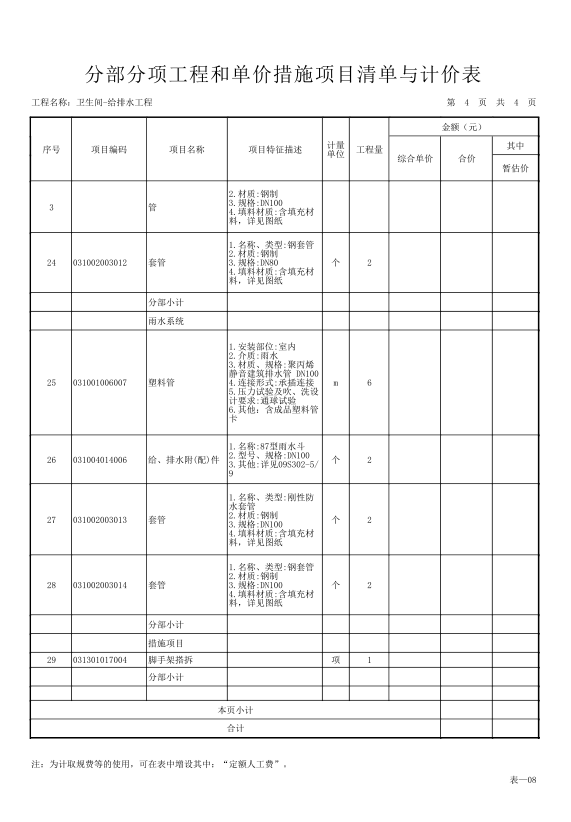 分部分项工程和单价措施项目清单与计价表
工程名称：卫生间-给排水工程 第 4 页 共 4 页
序号 项目编码 项目名称 项目特征描述 计量单位 工程量 金额（元）
综合单价 合价 其中
暂估价
3 管 2.材质:钢制
3.规格:DN100
4.填料材质:含填充材
料，详见图纸
24 031002003012 套管 1.名称、类型:钢套管 个 2
2.材质:钢制
3.规格:DN80
4.填料材质:含填充材
料，详见图纸
分部小计
雨水系统
25 031001006007 塑料管 1.安装部位:室内 m 6
2.介质:雨水
3.材质、规格:聚丙烯
静音建筑排水管 DN100
4.连接形式:承插连接
5.压力试验及吹、洗设
计要求:通球试验
6.其他：含成品塑料管
卡
26 031004014006 给、排水附(配)件 1.名称:87型雨水斗 个 2
2.型号、规格:DN100
3.其他:详见09S302-5/
9
27 031002003013 套管 1.名称、类型:刚性防 个 2
水套管
2.材质:钢制
3.规格:DN100
4.填料材质:含填充材
料，详见图纸
28 031002003014 套管 1.名称、类型:钢套管 个 2
2.材质:钢制
3.规格:DN100
4.填料材质:含填充材
料，详见图纸
分部小计
措施项目
29 031301017004 脚手架搭拆 项 1
分部小计
本页小计
合计
注：为计取规费等的使用，可在表中增设其中：“定额人工费”。
表—08